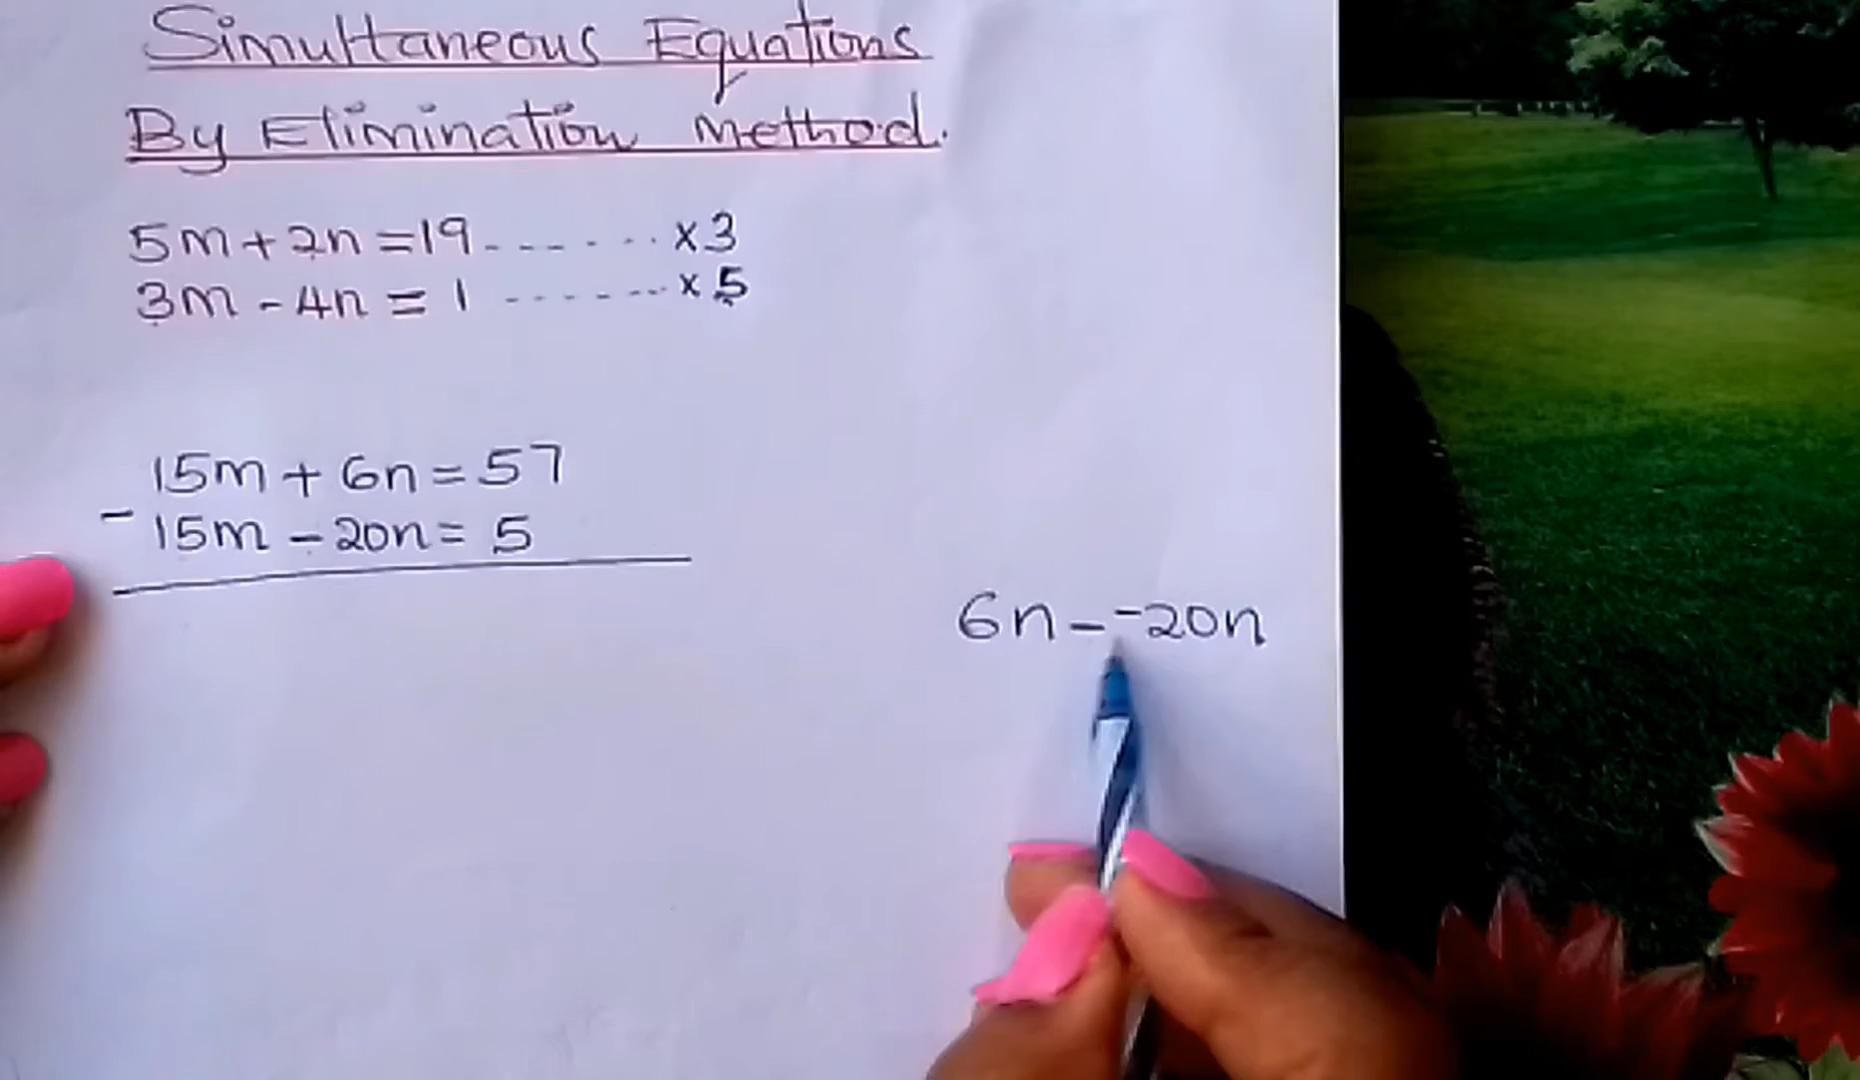 Simultaneous Equations
By Elimination Method.
5m+2n=19------- x3
3m-4n=1 ------- x5
15m+6n=57
-
15m-20n=5
6n--20n